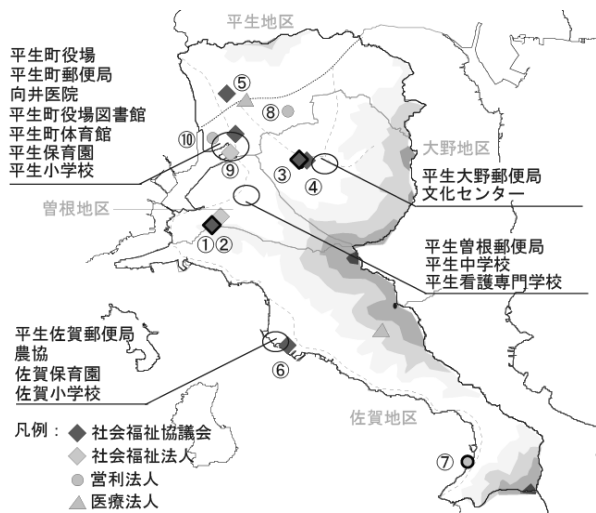 平生地区
平生町役場
平生町郵便局
向井医院
平生町役場図書館
平生町体育館
平生保育園
平生小学校
⑤
⑧
⑩
⑨
③
④
大野地区
平生大野郵便局
文化センター
曽根地区
①②
平生曽根郵便局
平生中学校
平生看護専門学校
平生佐賀郵便局
農協
佐賀保育園
佐賀小学校
⑥
佐賀地区
⑦
凡例：
社会福祉協議会
社会福祉法人
営利法人
医療法人